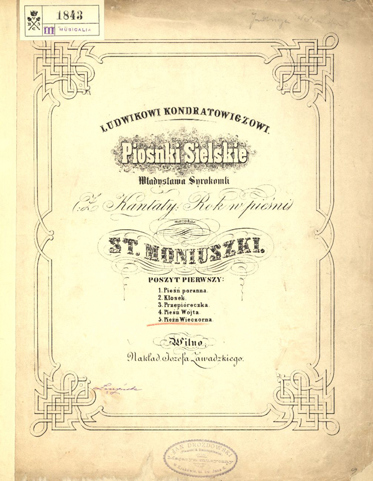 1843
MUSICALIA
LUDWIKOWI KONDRATOWICZOWI.
Piosnki Sielskie
Władysława Syrokomli
(Z Kantaty Rok w pieśni)
ST. MONIUSZKI.
POSZYT PIERWSZY:
1. Pieśń poranna.
2. Kłosek.
3. Przepióreczka.
4. Pieśń Wojta
5. Pieśń Wieczorna.
Wilno
Nakład Józefa Zawadzkiego.